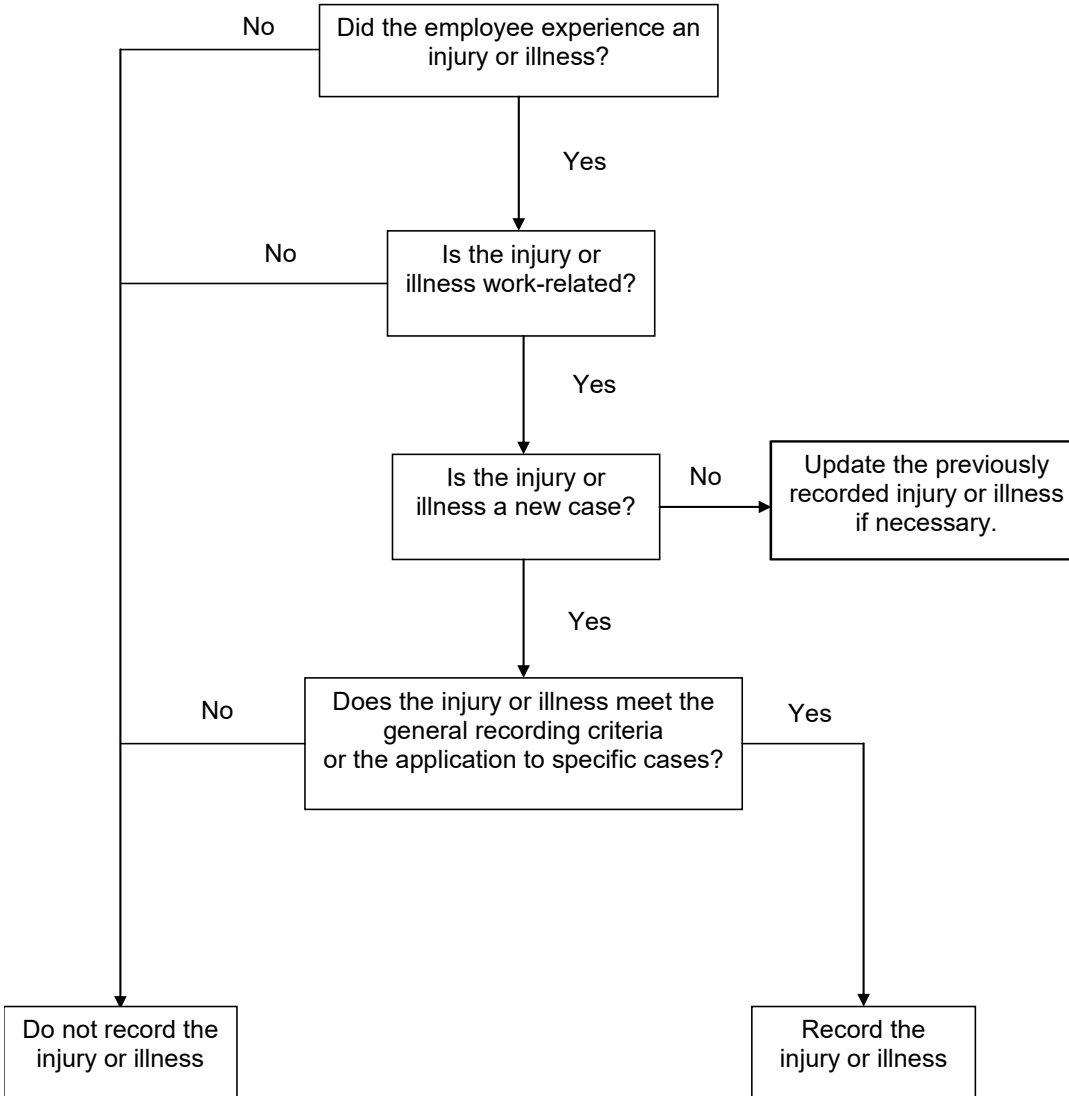 No
Did the employee experience an
injury or illness?
Yes
No
Is the injury or
illness work-related?
Yes
Is the injury or
illness a new case?
No
Update the previously
recorded injury or illness
if necessary.
Yes
No
Does the injury or illness meet the
general recording criteria
or the application to specific cases?
Yes
Do not record the
injury or illness
Record the
injury or illness